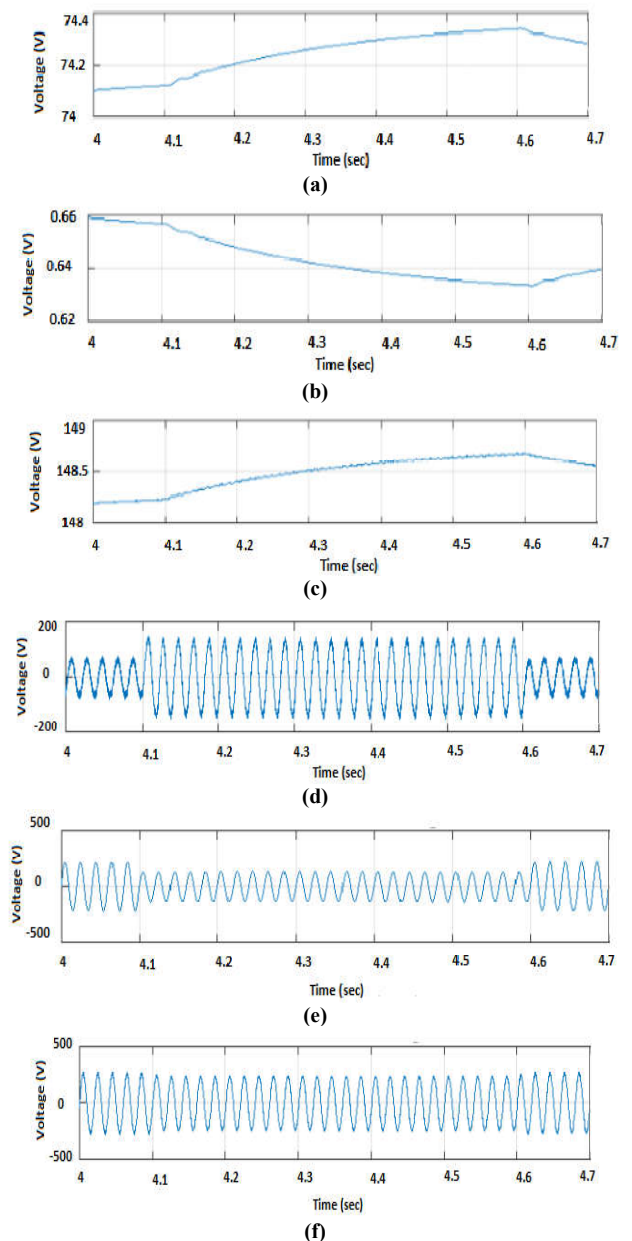 Voltage (V)
74.4
74.2
74
4 4.1 4.2 4.3 4.4 4.5 4.6 4.7
Time (sec)
(a)
Voltage (V)
0.66
0.64
0.62
4 4.1 4.2 4.3 4.4 4.5 4.6 4.7
Time (sec)
(b)
Voltage (V)
149
148.5
148
4 4.1 4.2 4.3 4.4 4.5 4.6 4.7
Time (sec)
(c)
Voltage (V)
200
0
-200
4 4.1 4.2 4.3 4.4 4.5 4.6 4.7
Time (sec)
(d)
Voltage (V)
500
0
-500
4 4.1 4.2 4.3 4.4 4.5 4.6 4.7
Time (sec)
(e)
Voltage (V)
500
0
-500
4 4.1 4.2 4.3 4.4 4.5 4.6 4.7
Time (sec)
(f)